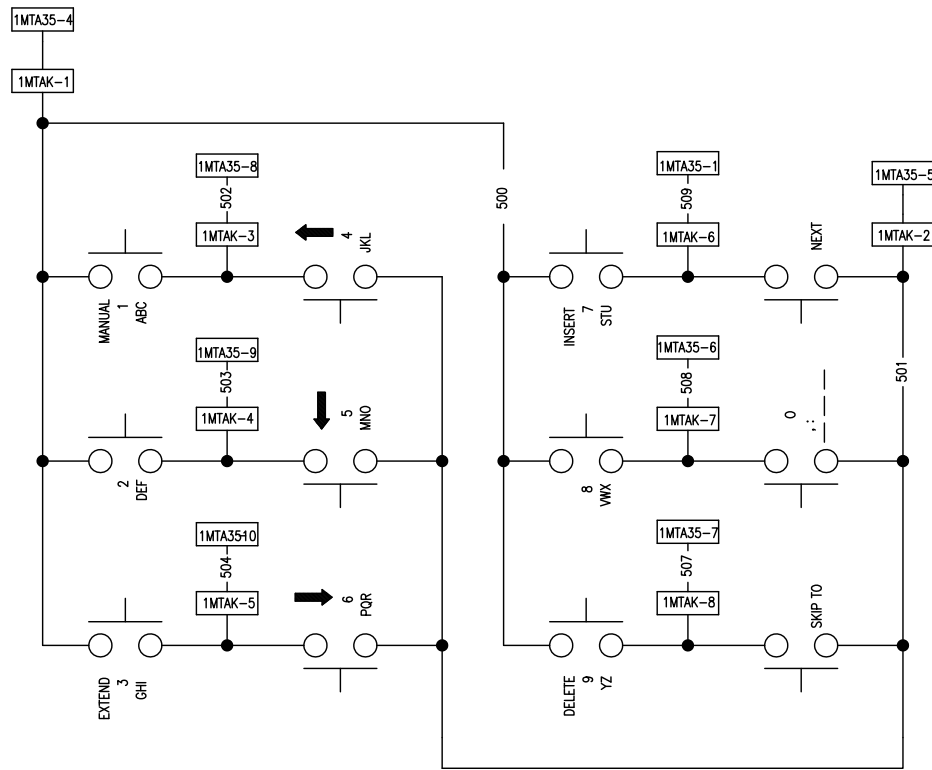 1MTA35-4
1MTAK-1
1MTA35-8
502
1MTAK-3
MANUAL
1
ABC
4
JKL
1MTA35-9
503
1MTAK-4
2
DEF
5
MNO
1MTA35-10
504
1MTAK-5
EXTEND
3
GHI
6
PQR
500
1MTA35-1
509
1MTAK-6
INSERT
7
STU
NEXT
1MTA35-5
1MTAK-2
501
1MTA35-6
508
1MTAK-7
8
VWX
0
,:
1MTA35-7
507
1MTAK-8
DELETE
9
YZ
SKIP TO